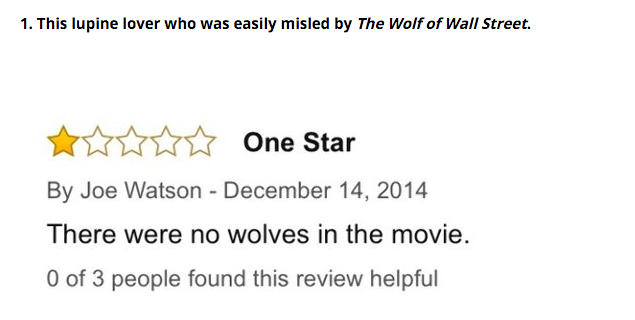 1. This lupine lover who was easily misled by The Wolf of Wall Street.
One Star
By Joe Watson - December 14, 2014
There were no wolves in the movie.
0 of 3 people found this review helpful